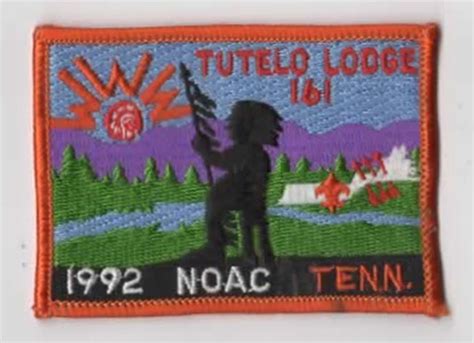 WWW
TUTELO LODGE
161
1992 NOAC TENN.